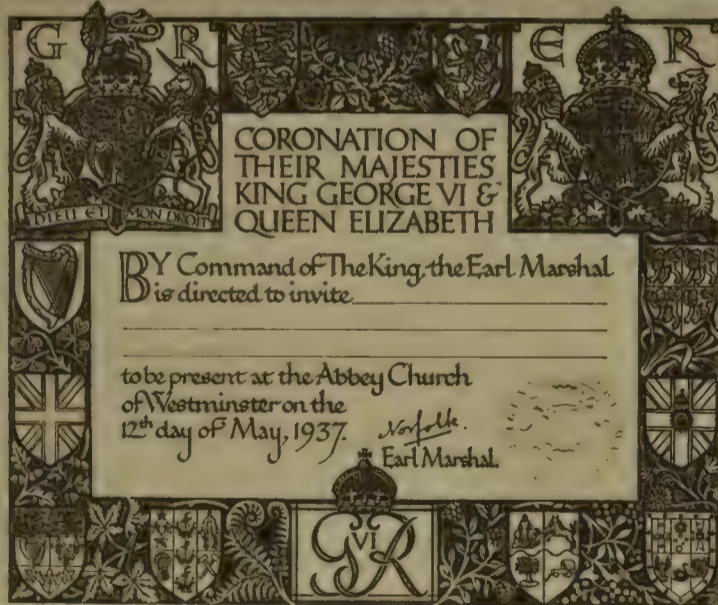 G R
E R
CORONATION OF
THEIR MAJESTIES
KING GEORGE VI &
QUEEN ELIZABETH
DIEU ET MON DROIT
BY Command of The King, the Earl Marshal
is directed to invite
to be present at the Abbey Church
of Westminster on the
12th day of May, 1937.
Norfolk.
Earl Marshal.
G VI R